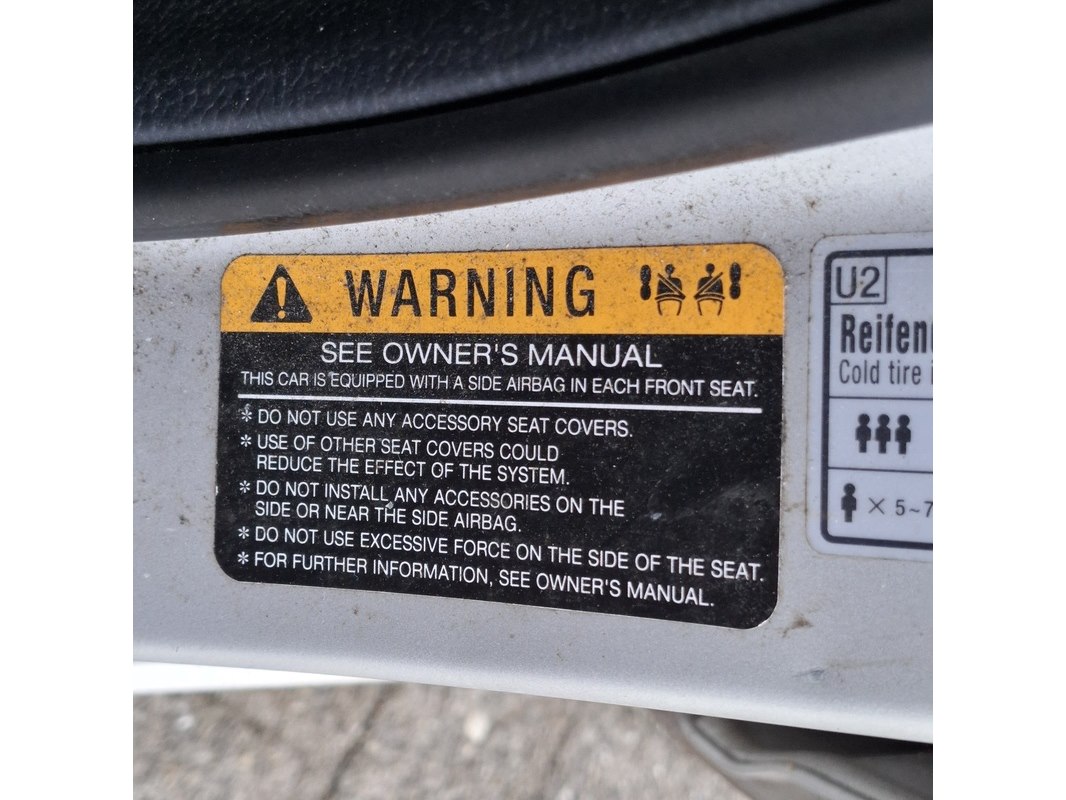 WARNING
SEE OWNER'S MANUAL
THIS CAR IS EQUIPPED WITH A SIDE AIRBAG IN EACH FRONT SEAT.
* DO NOT USE ANY ACCESSORY SEAT COVERS.
* USE OF OTHER SEAT COVERS COULD
REDUCE THE EFFECT OF THE SYSTEM.
* DO NOT INSTALL ANY ACCESSORIES ON THE
SIDE OR NEAR THE SIDE AIRBAG.
* DO NOT USE EXCESSIVE FORCE ON THE SIDE OF THE SEAT.
* FOR FURTHER INFORMATION, SEE OWNER'S MANUAL.
U2
Reifen
Cold tire
× 5~7